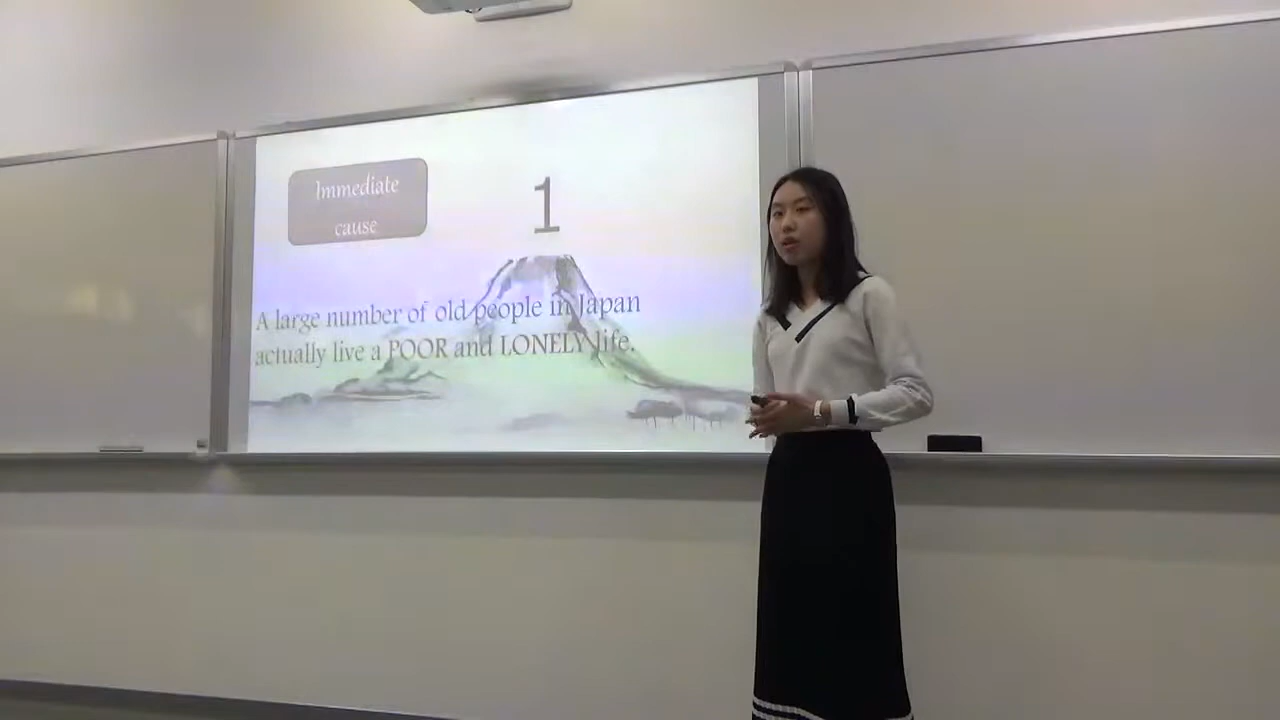 Immediate
cause
1
A large number of old people in Japan
actually live a POOR and LONELY life.